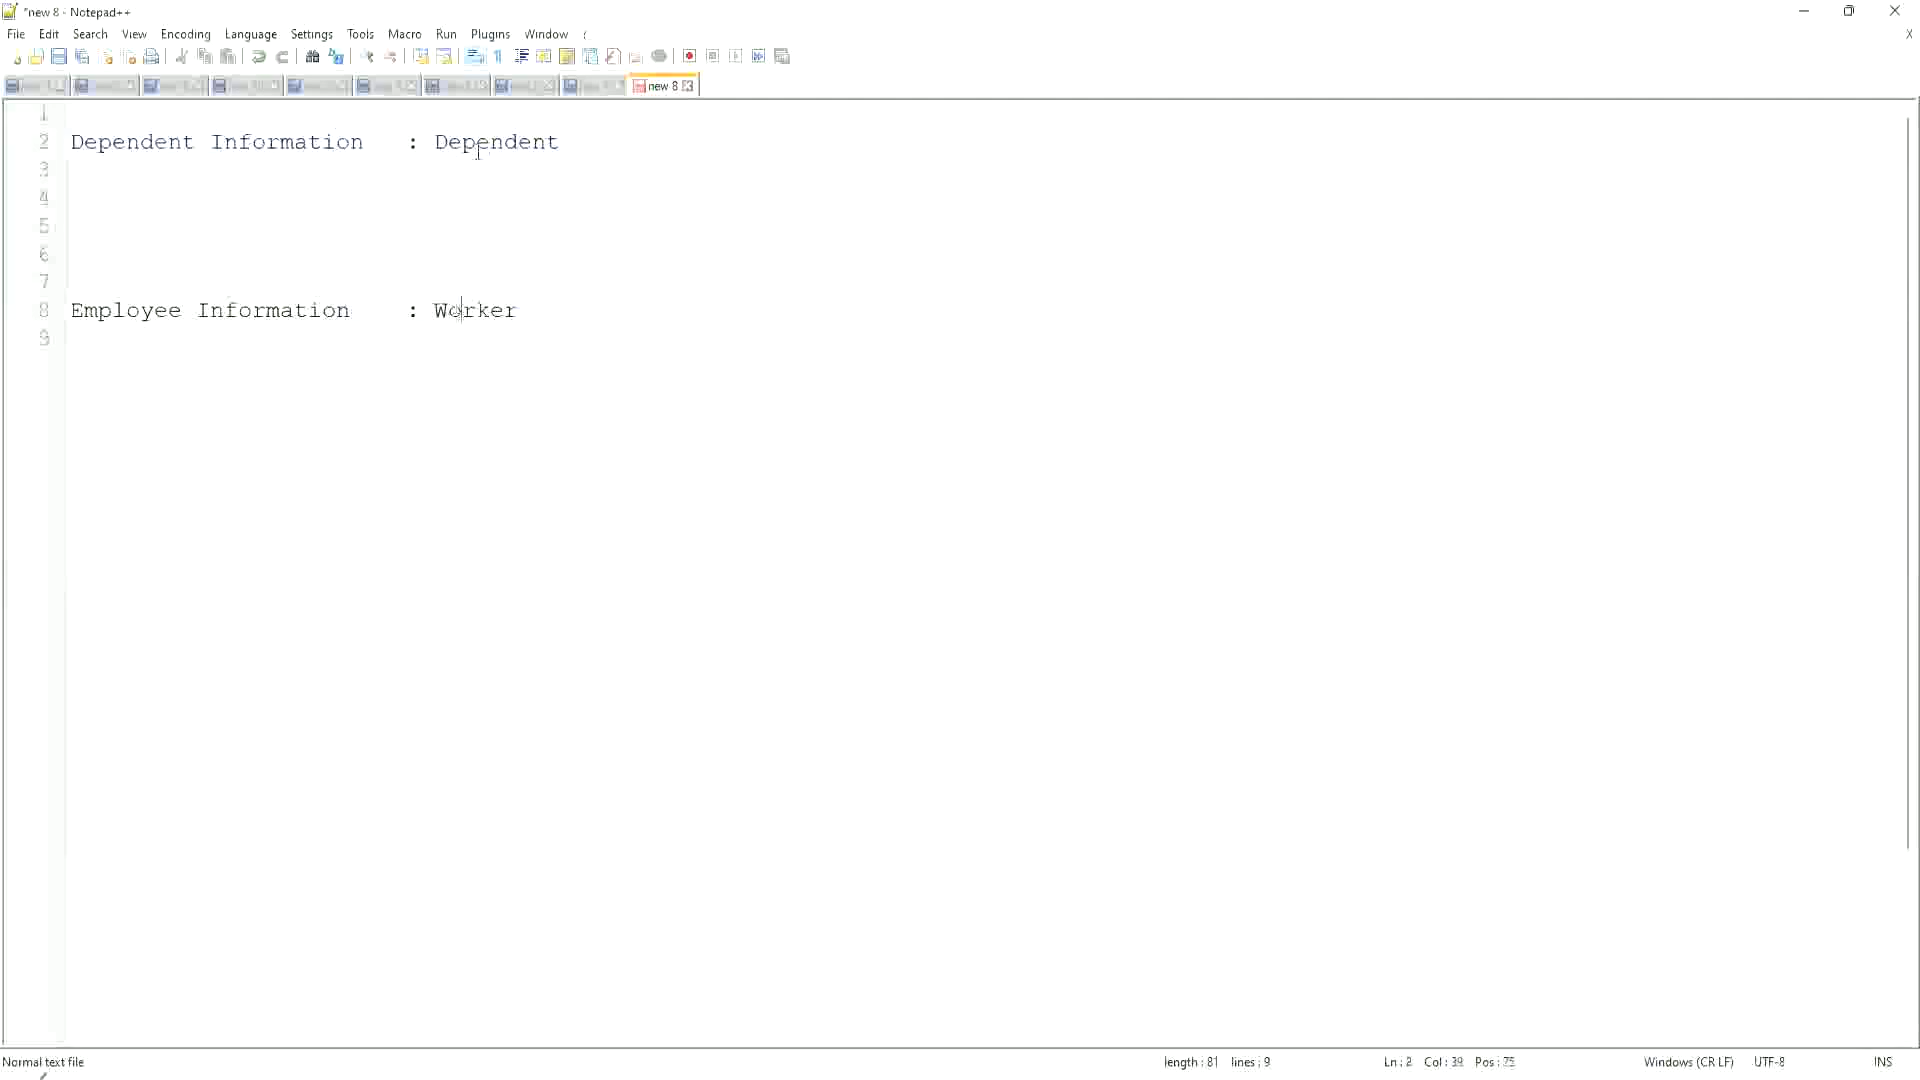 *new 8 - Notepad++
File Edit Search View Encoding Language Settings Tools Macro Run Plugins Window
X
new 8
1
2 Dependent Information : Dependent
3
4
5
6
7
8 Employee Information : Worker
9
Normal text file length : 81 lines : 9 Ln : 2 Col : 39 Pos : 75 Windows (CR LF) UTF-8 INS